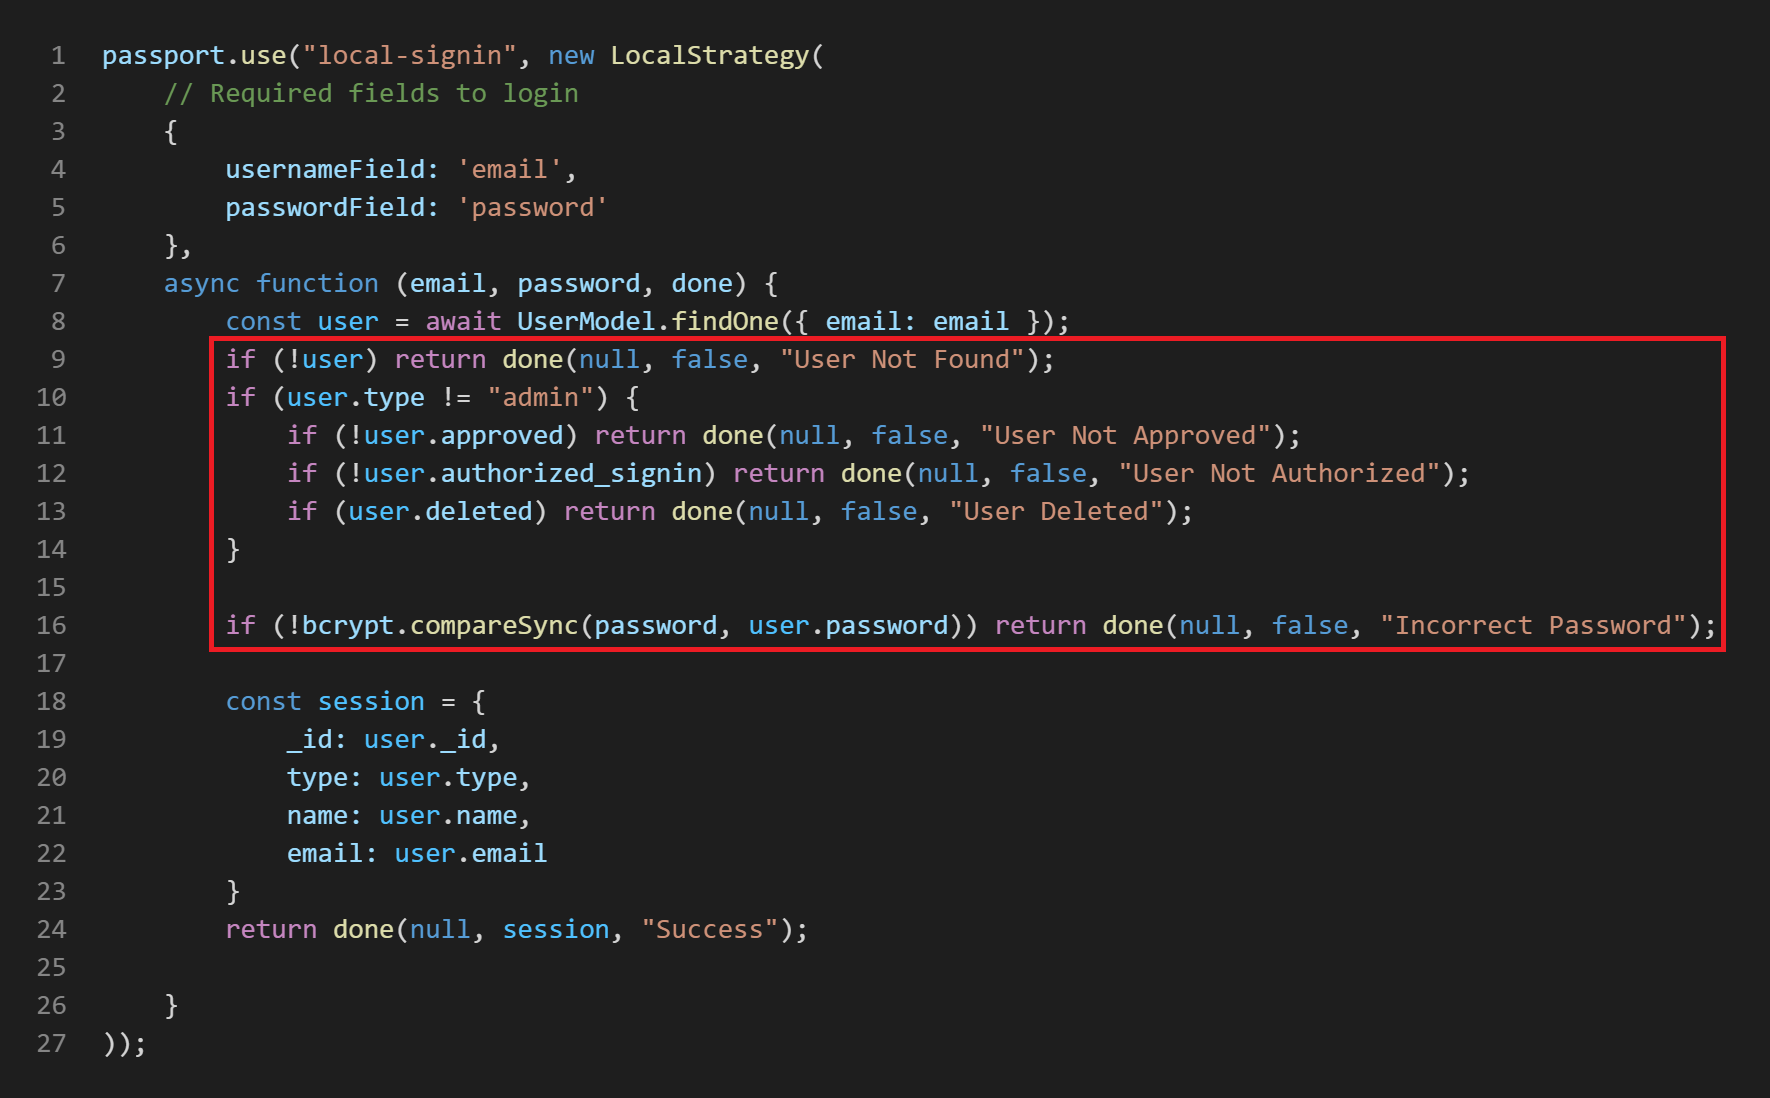 1 passport.use("local-signin", new LocalStrategy(
2     // Required fields to login
3     {
4         usernameField: 'email',
5         passwordField: 'password'
6     },
7     async function (email, password, done) {
8         const user = await UserModel.findOne({ email: email });
9         if (!user) return done(null, false, "User Not Found");
10         if (user.type != "admin") {
11             if (!user.approved) return done(null, false, "User Not Approved");
12             if (!user.authorized_signin) return done(null, false, "User Not Authorized");
13             if (user.deleted) return done(null, false, "User Deleted");
14         }
15
16         if (!bcrypt.compareSync(password, user.password)) return done(null, false, "Incorrect Password");
17
18         const session = {
19             _id: user._id,
20             type: user.type,
21             name: user.name,
22             email: user.email
23         }
24         return done(null, session, "Success");
25
26     }
27 ));